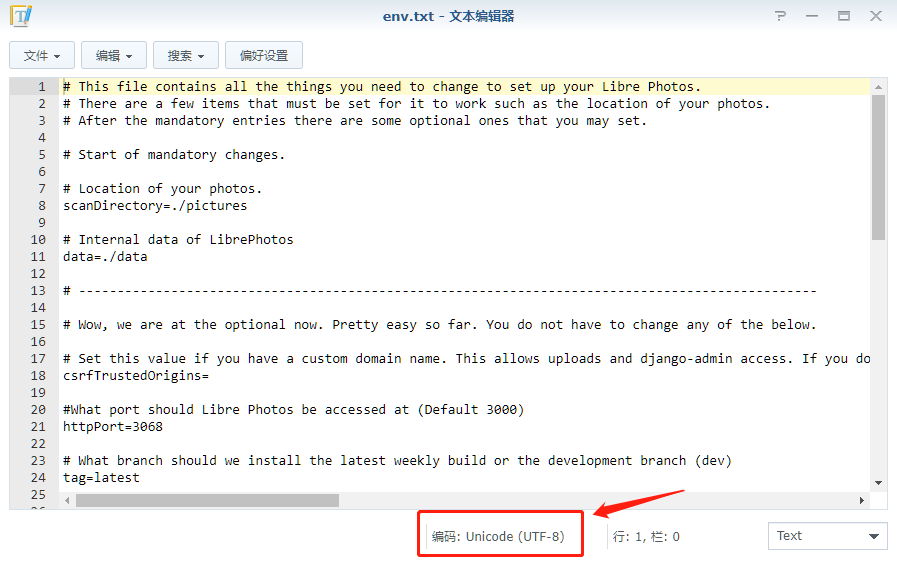 env.txt - 文本编辑器
文件 编辑 搜索 偏好设置
1 # This file contains all the things you need to change to set up your Libre Photos.
2 # There are a few items that must be set for it to work such as the location of your photos.
3 # After the mandatory entries there are some optional ones that you may set.
4
5 # Start of mandatory changes.
6
7 # Location of your photos.
8 scanDirectory=./pictures
9
10 # Internal data of LibrePhotos
11 data=./data
12
13 # ------------------------------------------------------------------------------------------------
14
15 # Wow, we are at the optional now. Pretty easy so far. You do not have to change any of the below.
16
17 # Set this value if you have a custom domain name. This allows uploads and django-admin access. If you do
18 csrfTrustedOrigins=
19
20 #What port should Libre Photos be accessed at (Default 3000)
21 httpPort=3068
22
23 # What branch should we install the latest weekly build or the development branch (dev)
24 tag=latest
25
编码: Unicode (UTF-8) 行: 1, 栏: 0 Text